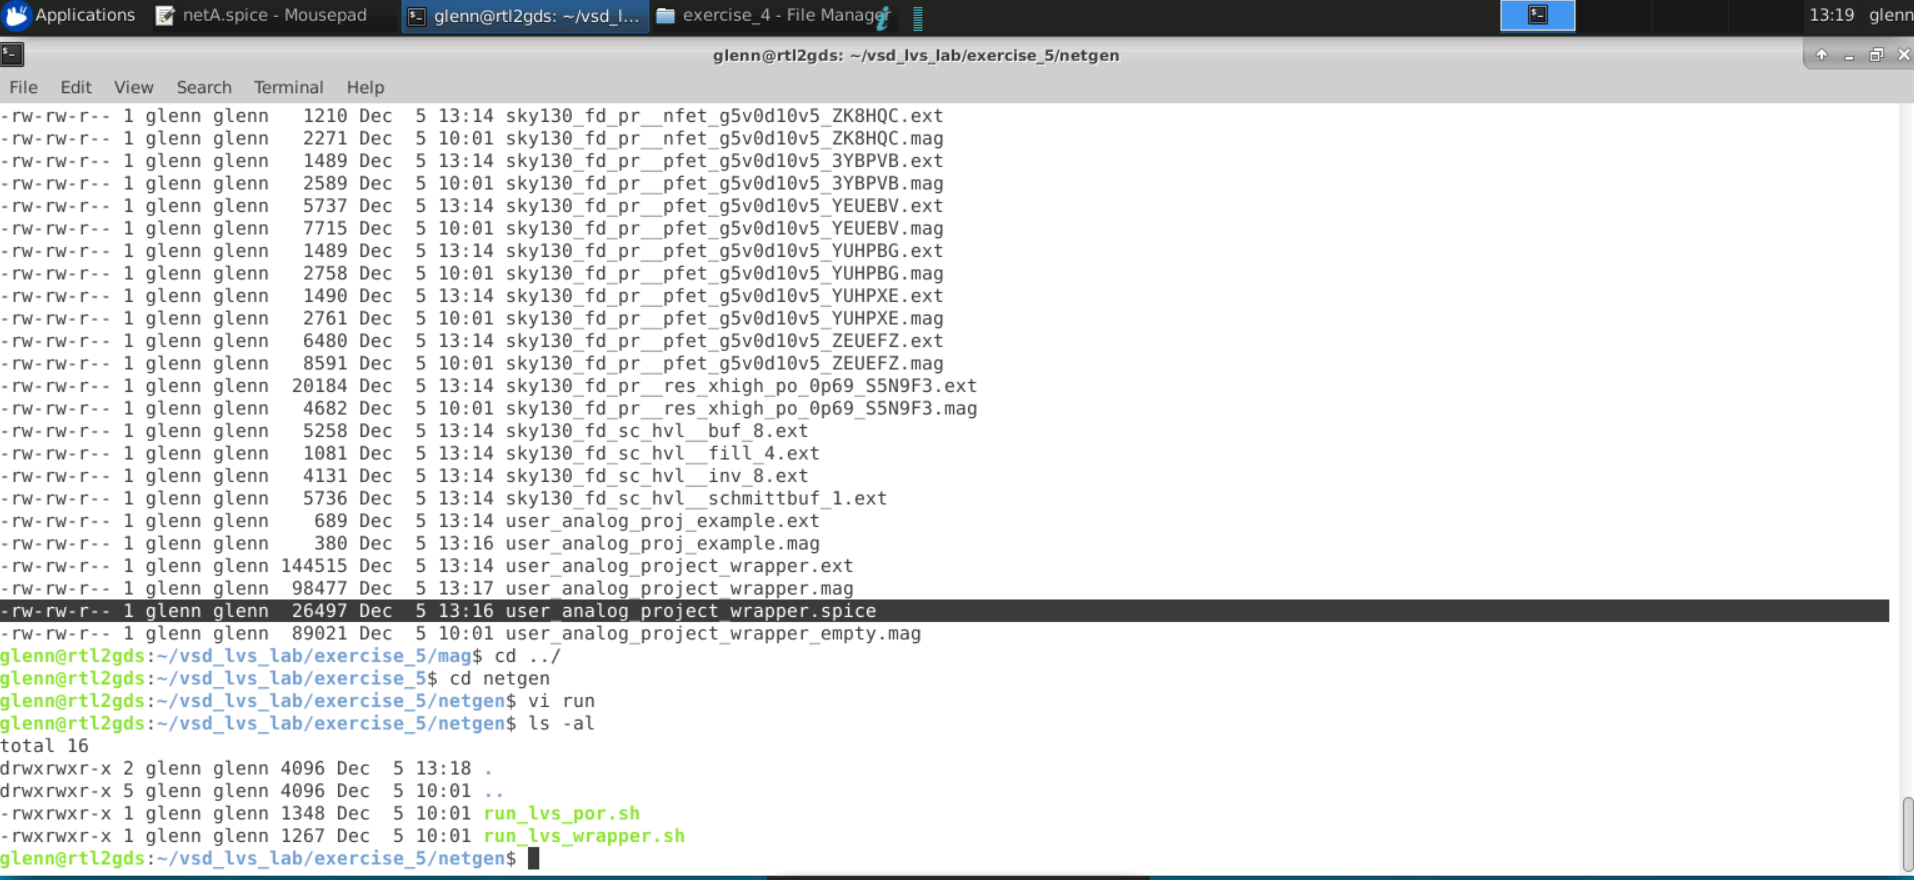 Applications netA.spice - Mousepad glenn@rtl2gds: ~/vsd_l... exercise_4 - File Manager 13:19 glenn
glenn@rtl2gds: ~/vsd_lvs_lab/exercise_5/netgen
File Edit View Search Terminal Help
-rw-rw-r-- 1 glenn glenn   1210 Dec  5 13:14 sky130_fd_pr__nfet_g5v0d10v5_ZK8HQC.ext
-rw-rw-r-- 1 glenn glenn   2271 Dec  5 10:01 sky130_fd_pr__nfet_g5v0d10v5_ZK8HQC.mag
-rw-rw-r-- 1 glenn glenn   1489 Dec  5 13:14 sky130_fd_pr__pfet_g5v0d10v5_3YBPVB.ext
-rw-rw-r-- 1 glenn glenn   2589 Dec  5 10:01 sky130_fd_pr__pfet_g5v0d10v5_3YBPVB.mag
-rw-rw-r-- 1 glenn glenn   5737 Dec  5 13:14 sky130_fd_pr__pfet_g5v0d10v5_YEUEBV.ext
-rw-rw-r-- 1 glenn glenn   7715 Dec  5 10:01 sky130_fd_pr__pfet_g5v0d10v5_YEUEBV.mag
-rw-rw-r-- 1 glenn glenn   1489 Dec  5 13:14 sky130_fd_pr__pfet_g5v0d10v5_YUHPBG.ext
-rw-rw-r-- 1 glenn glenn   2758 Dec  5 10:01 sky130_fd_pr__pfet_g5v0d10v5_YUHPBG.mag
-rw-rw-r-- 1 glenn glenn   1490 Dec  5 13:14 sky130_fd_pr__pfet_g5v0d10v5_YUHPXE.ext
-rw-rw-r-- 1 glenn glenn   2761 Dec  5 10:01 sky130_fd_pr__pfet_g5v0d10v5_YUHPXE.mag
-rw-rw-r-- 1 glenn glenn   6480 Dec  5 13:14 sky130_fd_pr__pfet_g5v0d10v5_ZEUEFZ.ext
-rw-rw-r-- 1 glenn glenn   8591 Dec  5 10:01 sky130_fd_pr__pfet_g5v0d10v5_ZEUEFZ.mag
-rw-rw-r-- 1 glenn glenn  20184 Dec  5 13:14 sky130_fd_pr__res_xhigh_po_0p69_S5N9F3.ext
-rw-rw-r-- 1 glenn glenn   4682 Dec  5 10:01 sky130_fd_pr__res_xhigh_po_0p69_S5N9F3.mag
-rw-rw-r-- 1 glenn glenn   5258 Dec  5 13:14 sky130_fd_sc_hvl__buf_8.ext
-rw-rw-r-- 1 glenn glenn   1081 Dec  5 13:14 sky130_fd_sc_hvl__fill_4.ext
-rw-rw-r-- 1 glenn glenn   4131 Dec  5 13:14 sky130_fd_sc_hvl__inv_8.ext
-rw-rw-r-- 1 glenn glenn   5736 Dec  5 13:14 sky130_fd_sc_hvl__schmittbuf_1.ext
-rw-rw-r-- 1 glenn glenn    689 Dec  5 13:14 user_analog_proj_example.ext
-rw-rw-r-- 1 glenn glenn    380 Dec  5 13:16 user_analog_proj_example.mag
-rw-rw-r-- 1 glenn glenn 144515 Dec  5 13:14 user_analog_project_wrapper.ext
-rw-rw-r-- 1 glenn glenn  98477 Dec  5 13:17 user_analog_project_wrapper.mag
-rw-rw-r-- 1 glenn glenn  26497 Dec  5 13:16 user_analog_project_wrapper.spice
-rw-rw-r-- 1 glenn glenn  89021 Dec  5 10:01 user_analog_project_wrapper_empty.mag
glenn@rtl2gds:~/vsd_lvs_lab/exercise_5/mag$ cd ../
glenn@rtl2gds:~/vsd_lvs_lab/exercise_5$ cd netgen
glenn@rtl2gds:~/vsd_lvs_lab/exercise_5/netgen$ vi run
glenn@rtl2gds:~/vsd_lvs_lab/exercise_5/netgen$ ls -al
total 16
drwxrwxr-x 2 glenn glenn 4096 Dec  5 13:18 .
drwxrwxr-x 5 glenn glenn 4096 Dec  5 10:01 ..
-rwxrwxr-x 1 glenn glenn 1348 Dec  5 10:01 run_lvs_por.sh
-rwxrwxr-x 1 glenn glenn 1267 Dec  5 10:01 run_lvs_wrapper.sh
glenn@rtl2gds:~/vsd_lvs_lab/exercise_5/netgen$